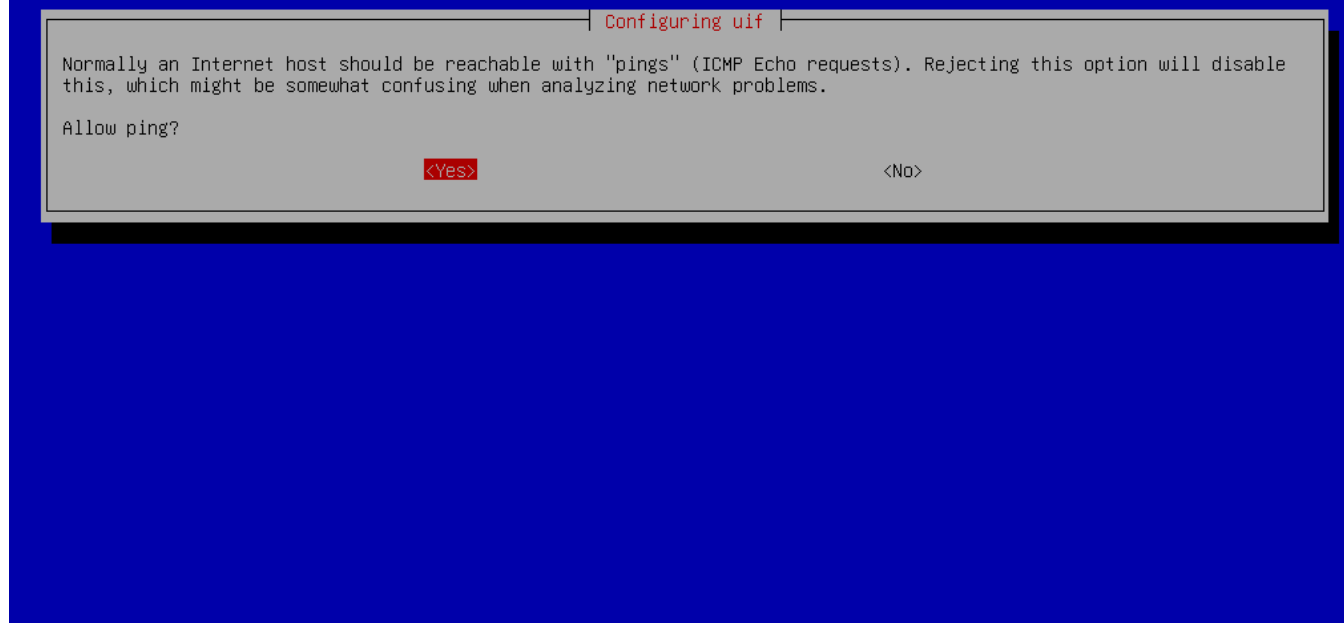 Configuring uif
Normally an Internet host should be reachable with "pings" (ICMP Echo requests). Rejecting this option will disable
this, which might be somewhat confusing when analyzing network problems.
Allow ping?
<Yes> <No>